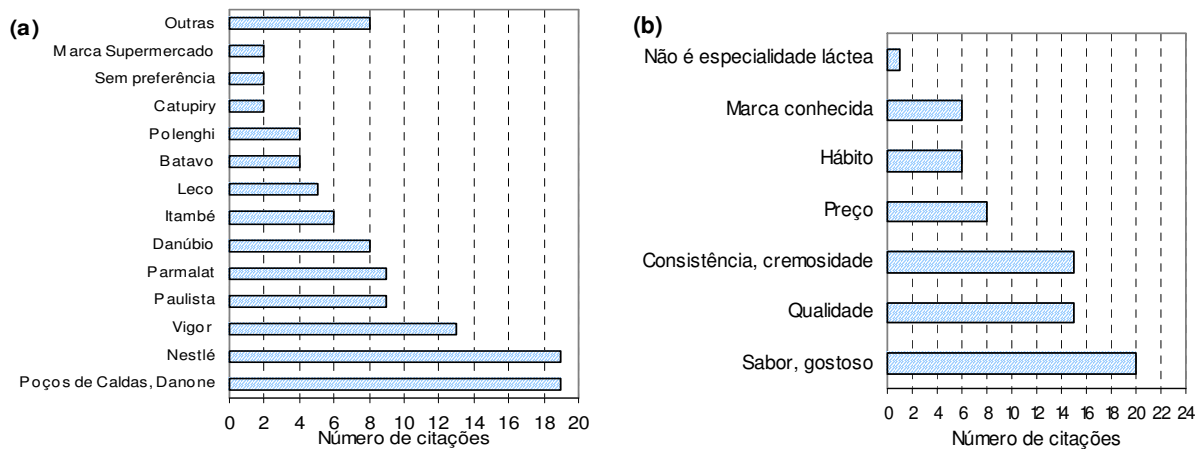 (a)
Outras
Marca Supermercado
Sem preferência
Catupiry
Polenghi
Batavo
Leco
Itambé
Danúbio
Parmalat
Paulista
Vigor
Nestlé
Poços de Caldas, Danone
0 2 4 6 8 10 12 14 16 18 20
Número de citações
(b)
Não é especialidade láctea
Marca conhecida
Hábito
Preço
Consistência, cremosidade
Qualidade
Sabor, gostoso
0 2 4 6 8 10 12 14 16 18 20 22 24
Número de citações